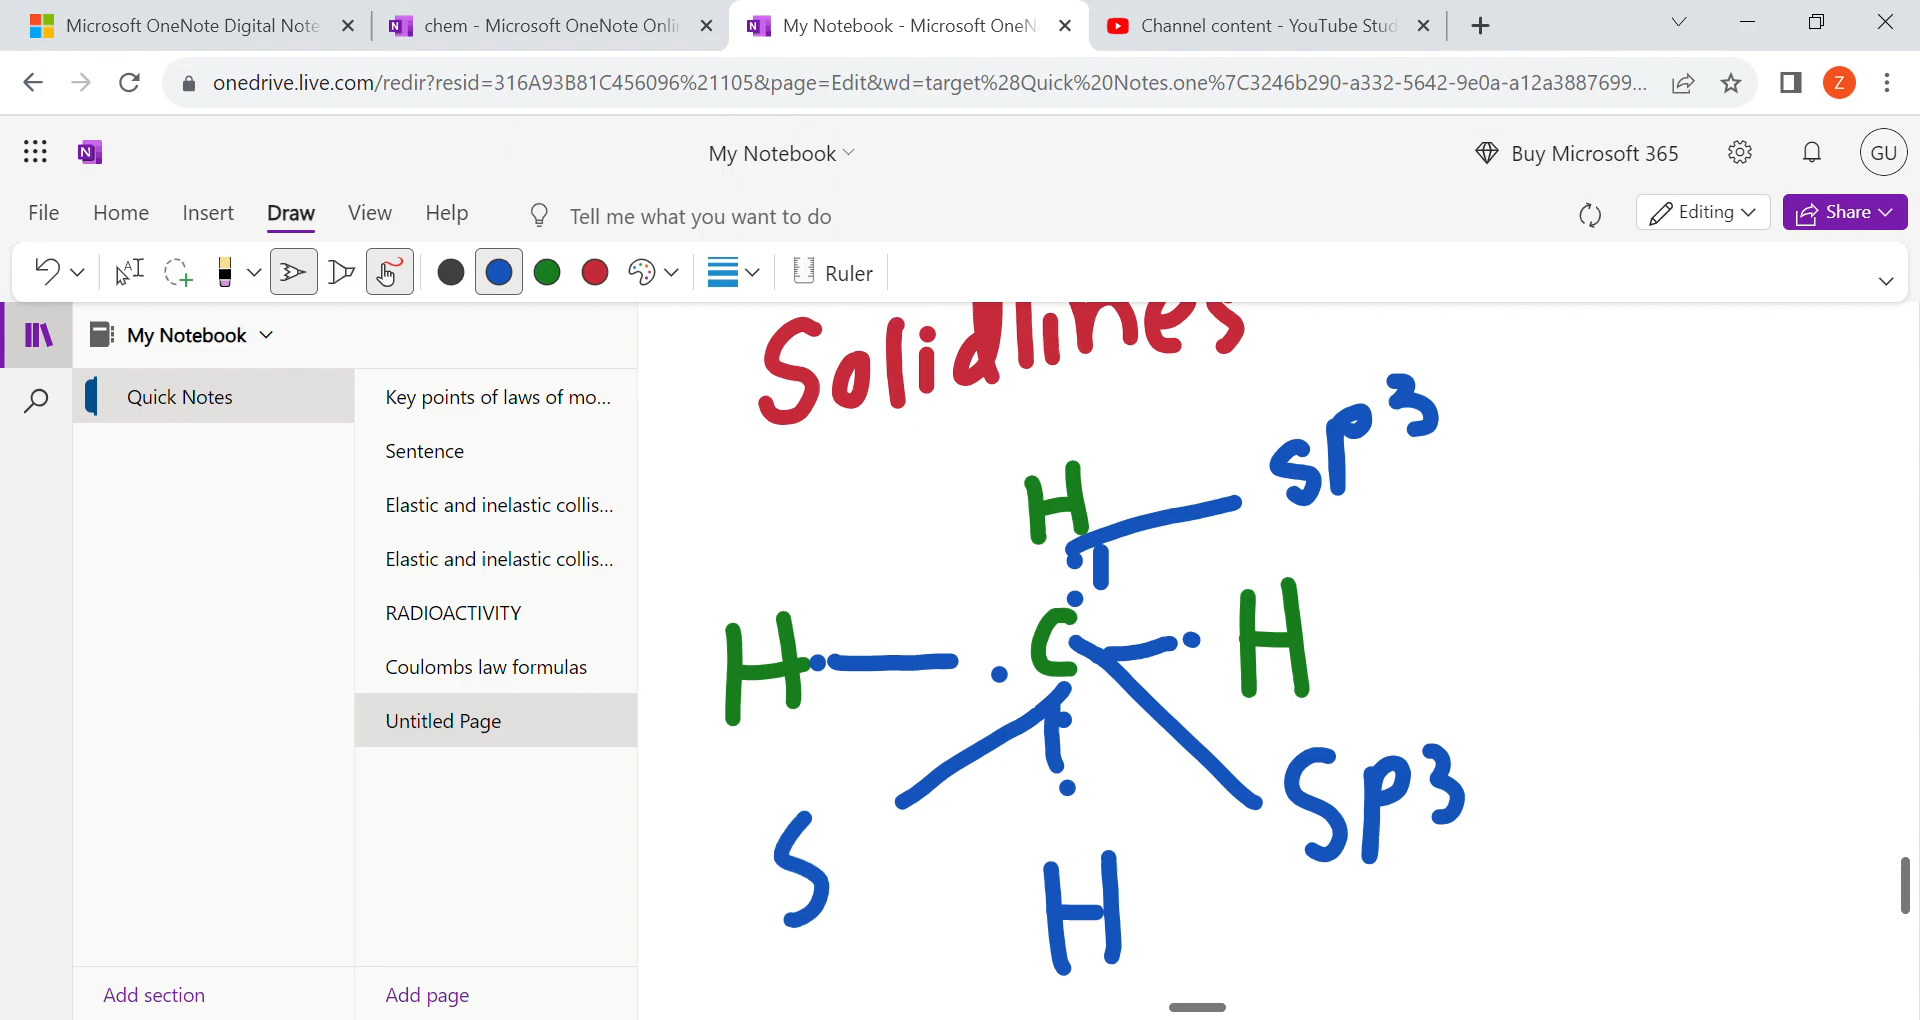 Microsoft OneNote Digital Note
chem - Microsoft OneNote Onli
My Notebook - Microsoft OneN
Channel content - YouTube Stud
onedrive.live.com/redir?resid=316A93B81C456096%21105&page=Edit&wd=target%28Quick%20Notes.one%7C3246b290-a332-5642-9e0a-a12a3887699...
Z
N
My Notebook
Buy Microsoft 365
GU
File Home Insert Draw View Help
Tell me what you want to do
Editing
Share
Ruler
My Notebook
Quick Notes
Key points of laws of mo...
Sentence
Elastic and inelastic collis...
Elastic and inelastic collis...
RADIOACTIVITY
Coulombs law formulas
Untitled Page
Add section
Add page
Solidlines
sp3
H
H C H
S Sp3
H